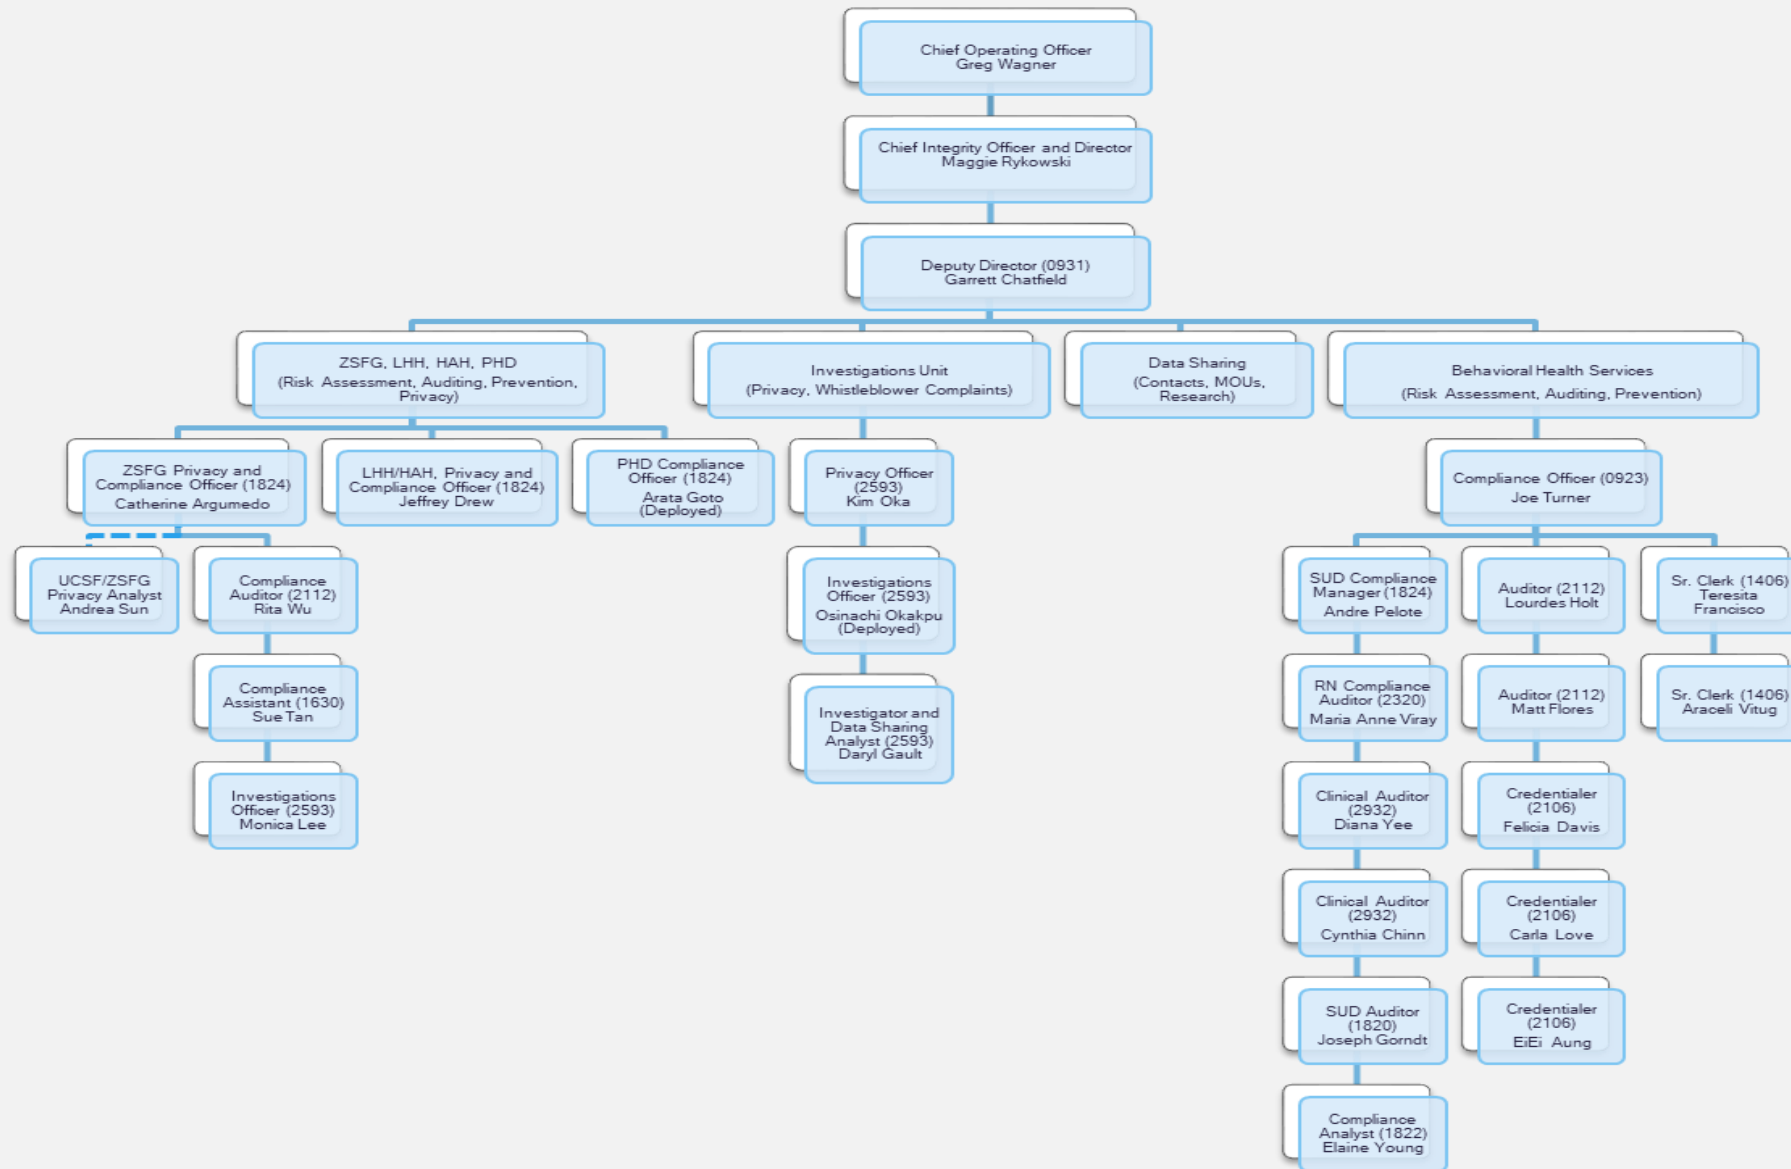 Chief Operating Officer
Greg Wagner
Chief Integrity Officer and Director
Maggie Rykowski
Deputy Director (0931)
Garrett Chatfield
ZSFG, LHH, HAH, PHD
(Risk Assessment, Auditing, Prevention,
Privacy)
Investigations Unit
(Privacy, Whistleblower Complaints)
Data Sharing
(Contacts, MOUs,
Research)
Behavioral Health Services
(Risk Assessment, Auditing, Prevention)
ZSFG Privacy and
Compliance Officer (1824)
Catherine Argumedo
LHH/HAH, Privacy and
Compliance Officer (1824)
Jeffrey Drew
PHD Compliance
Officer (1824)
Arata Goto
(Deployed)
Privacy Officer
(2593)
Kim Oka
Compliance Officer (0923)
Joe Turner
UCSF/ZSFG
Privacy Analyst
Andrea Sun
Compliance
Auditor (2112)
Rita Wu
Investigations
Officer (2593)
Osinachi Okakpu
(Deployed)
SUD Compliance
Manager (1824)
Andre Pelote
Auditor (2112)
Lourdes Holt
Sr. Clerk (1406)
Teresita
Francisco
Compliance
Assistant (1630)
Sue Tan
Investigator and
Data Sharing
Analyst (2593)
Daryl Gault
RN Compliance
Auditor (2320)
Maria Anne Viray
Auditor (2112)
Matt Flores
Sr. Clerk (1406)
Araceli Vitug
Investigations
Officer (2593)
Monica Lee
Clinical Auditor
(2932)
Diana Yee
Credentialer
(2106)
Felicia Davis
Clinical Auditor
(2932)
Cynthia Chinn
Credentialer
(2106)
Carla Love
SUD Auditor
(1820)
Joseph Gorndt
Credentialer
(2106)
EiEi Aung
Compliance
Analyst (1822)
Elaine Young